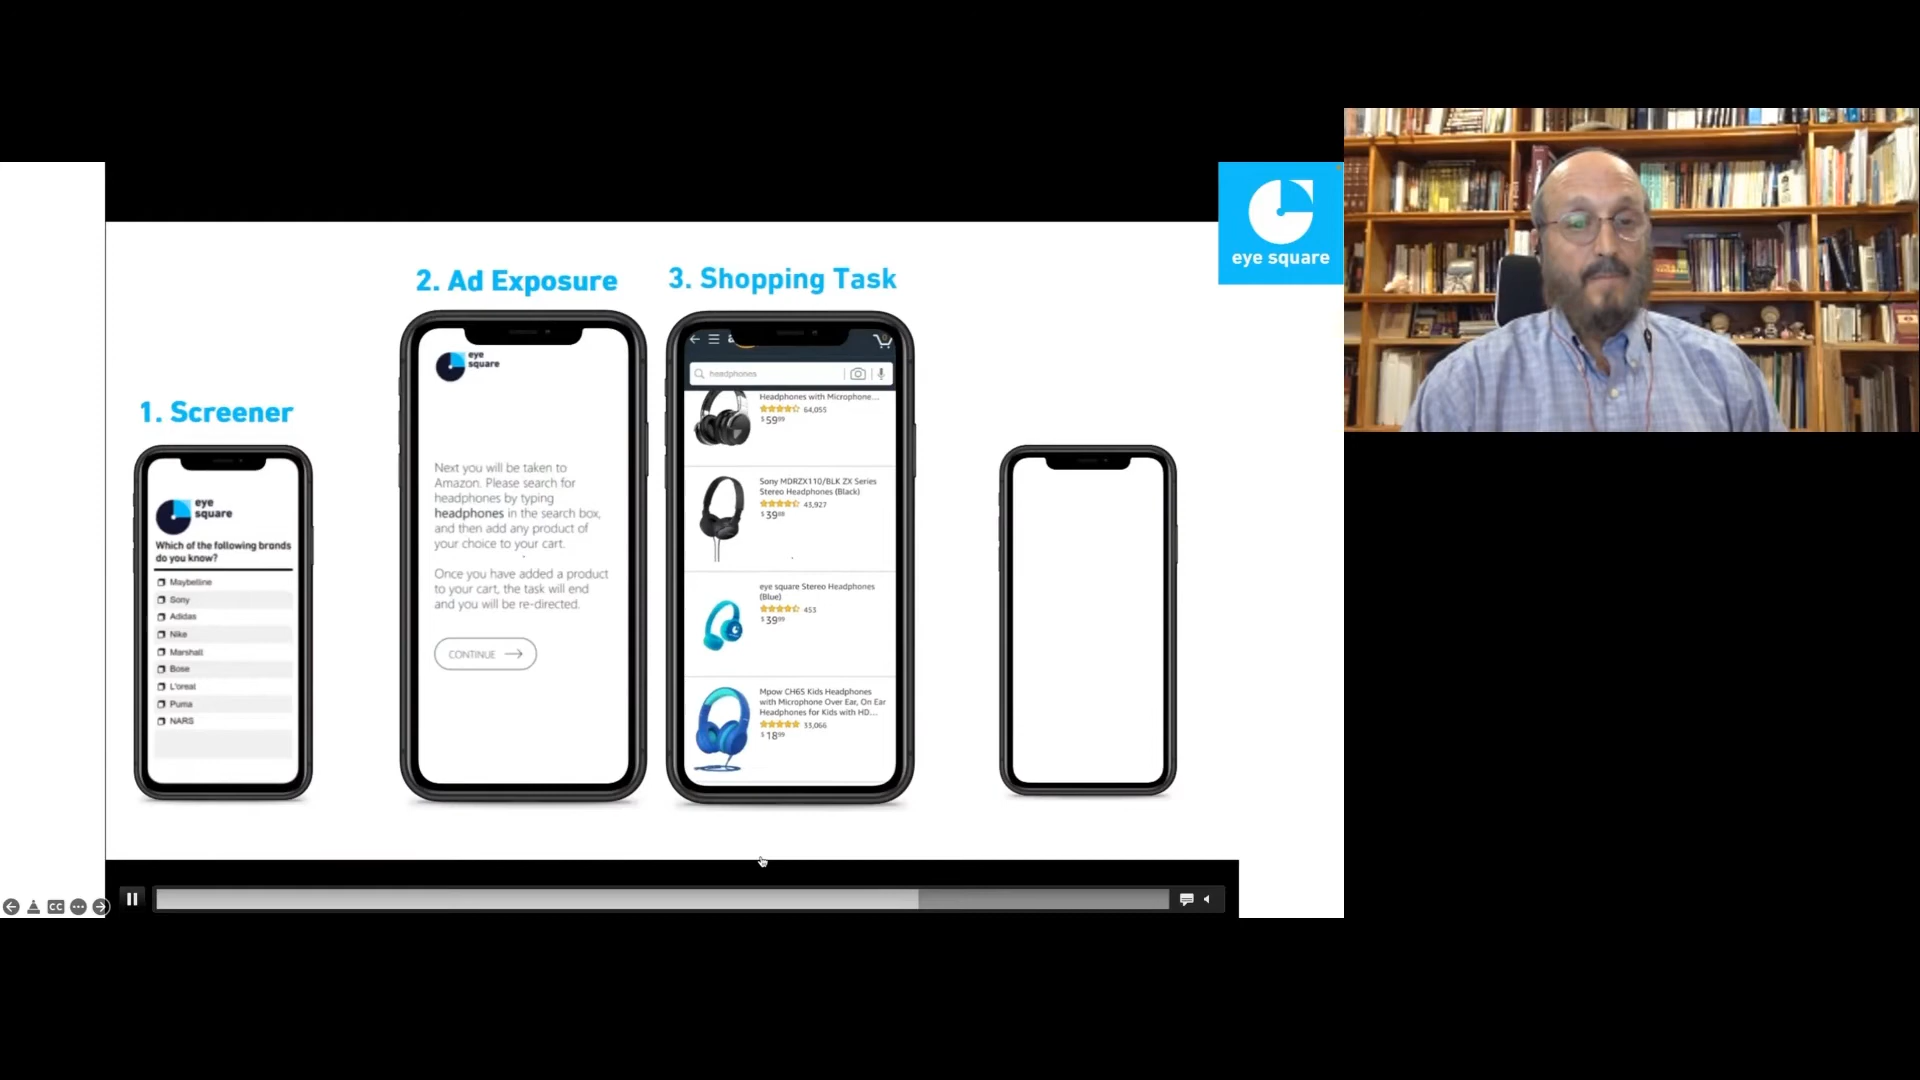 eye square
2. Ad Exposure
3. Shopping Task
1. Screener
eye
square
Which of the following brands
do you know?
Maybelline
Sony
Adidas
Nike
Marshall
Bose
L'oreal
Puma
NARS
eye
square
Next you will be taken to
Amazon. Please search for
headphones by typing
headphones in the search box,
and then add any product of
your choice to your cart.
Once you have added a product
to your cart, the task will end
and you will be re-directed.
CONTINUE
headphones
Headphones with Microphone...
64,055
$5999
Sony MDRZX110/BLK ZX Series
Stereo Headphones (Black)
43,927
eye square Stereo Headphones
(Blue)
453
$3999
Mpow CH6S Kids Headphones
with Microphone Over Ear, On Ear
Headphones for Kids with HD...
33,066
$1899
CC